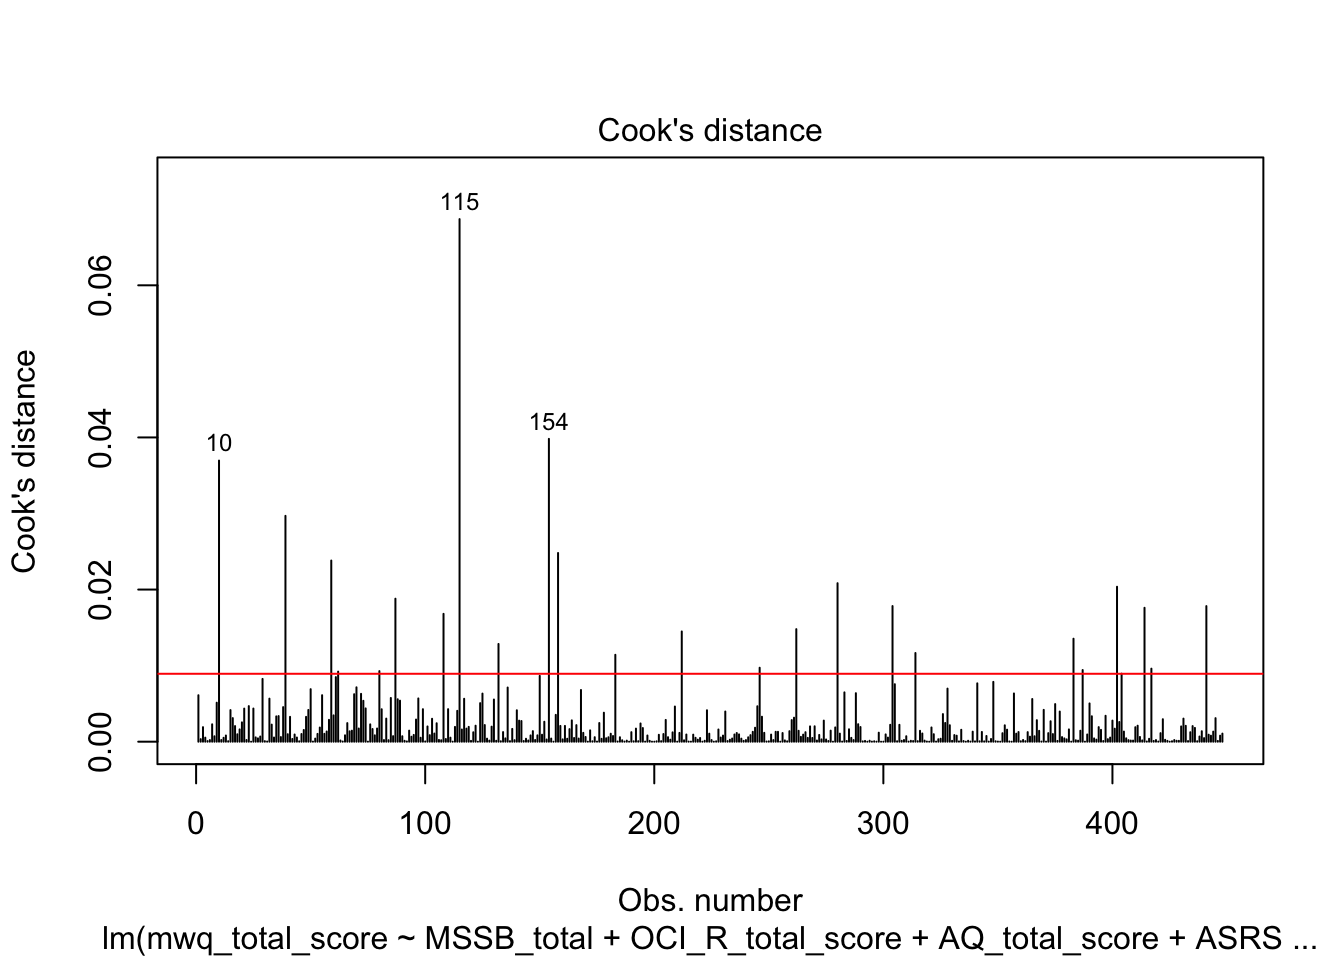 Cook's distance
115
154
10
Cook's distance
0.06
0.04
0.02
0.00
0 100 200 300 400
Obs. number
lm(mwq_total_score ~ MSSB_total + OCI_R_total_score + AQ_total_score + ASRS ...